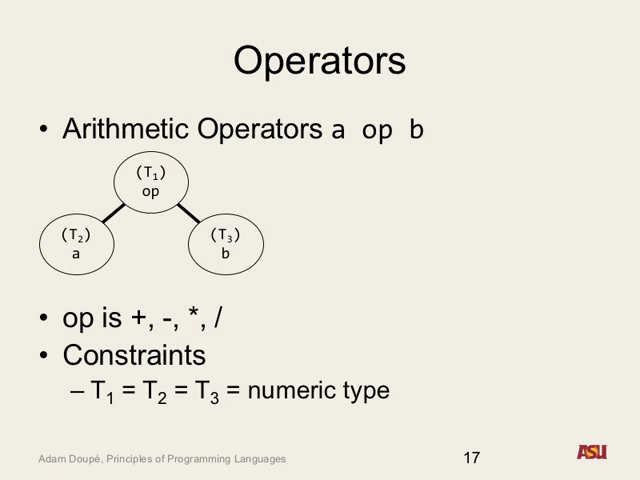 Operators
• Arithmetic Operators a op b
(T1)
op
(T2)
a
(T3)
b
• op is +, -, *, /
• Constraints
– T1 = T2 = T3 = numeric type
Adam Doupé, Principles of Programming Languages
17
ASU